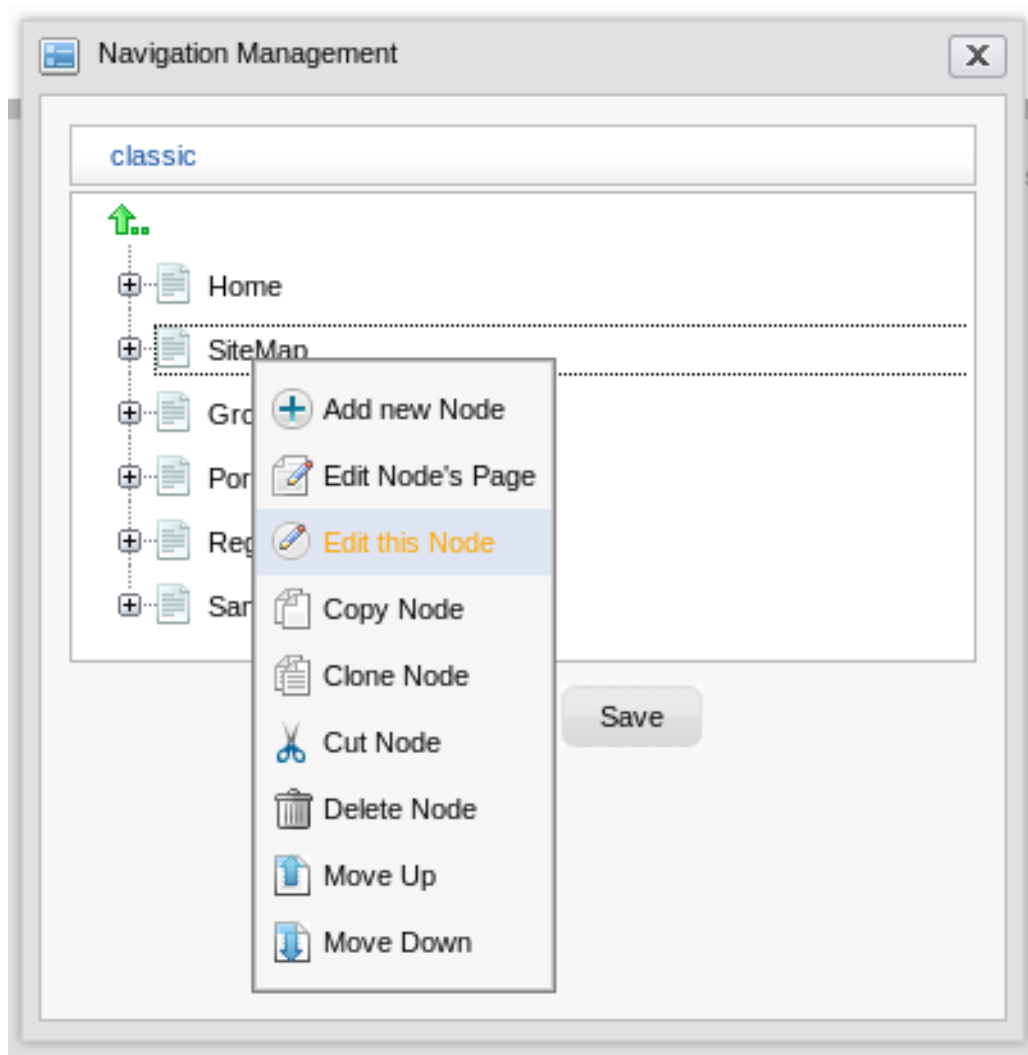 Navigation Management
classic
Home
SiteMap
Add new Node
Edit Node's Page
Edit this Node
Copy Node
Clone Node
Cut Node
Save
Delete Node
Move Up
Move Down